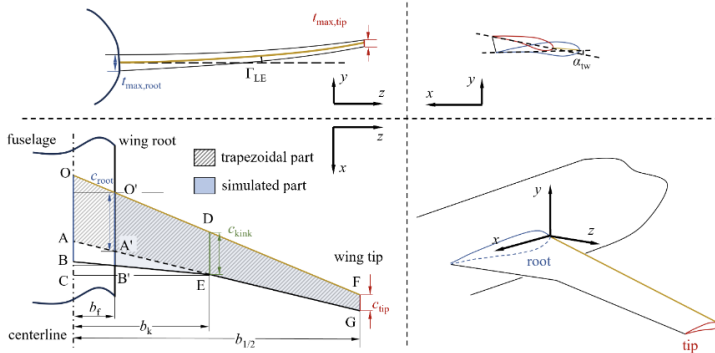 t_max,tip
t_max,root
Γ_LE
y
z
α_tw
x
y
fuselage
wing root
z
x
trapezoidal part
simulated part
O
c_root
O'
D
c_kink
A
A'
B
B'
C
E
wing tip
F
c_tip
G
b_f
b_k
b_1/2
centerline
y
x
z
root
tip